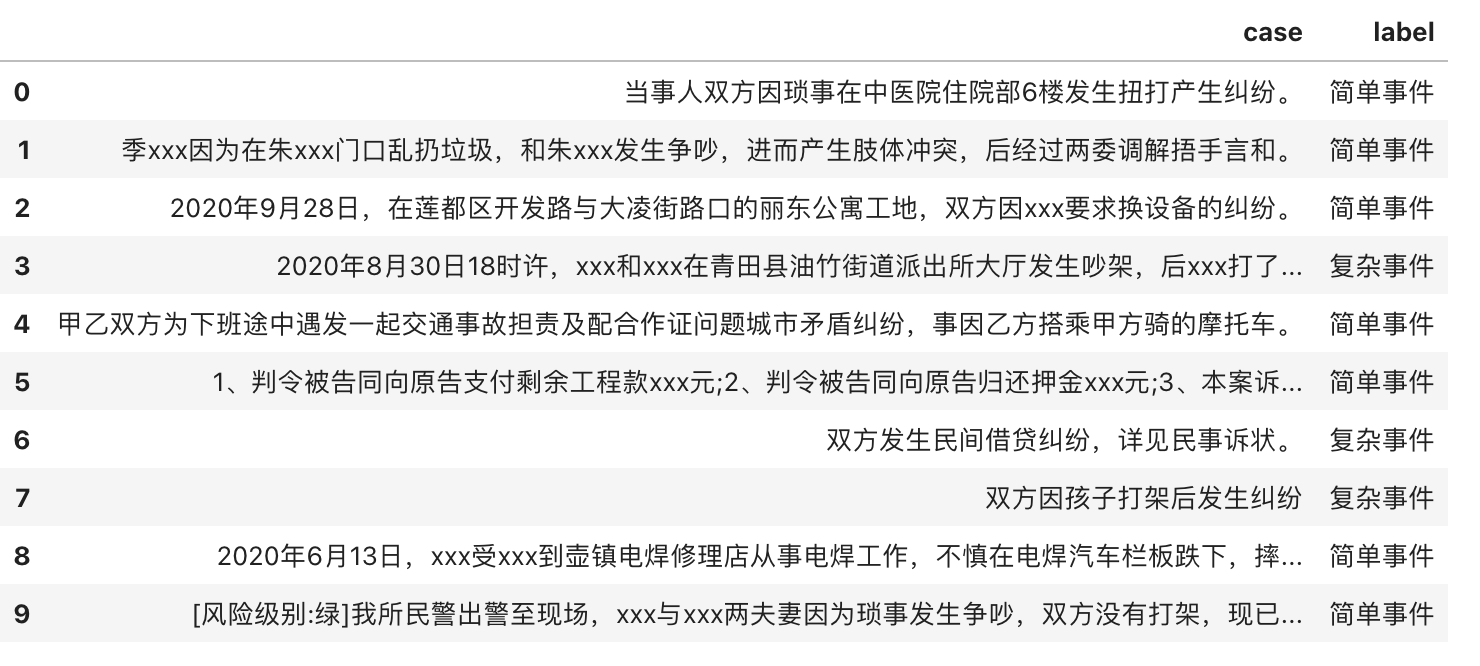 case label
0 当事人双方因琐事在中医院住院部6楼发生扭打产生纠纷。 简单事件
1 季xxx因为在朱xxx门口乱扔垃圾，和朱xxx发生争吵，进而产生肢体冲突，后经过两委调解捂手言和。 简单事件
2 2020年9月28日，在莲都区开发路与大凌街路口的丽东公寓工地，双方因xxx要求换设备的纠纷。 简单事件
3 2020年8月30日18时许，xxx和xxx在青田县油竹街道派出所大厅发生吵架，后xxx打了... 复杂事件
4 甲乙双方为下班途中遇发一起交通事故担责及配合作证问题城市矛盾纠纷，事因乙方搭乘甲方骑的摩托车。 简单事件
5 1、判令被告同向原告支付剩余工程款xxx元;2、判令被告同向原告归还押金xxx元;3、本案诉... 简单事件
6 双方发生民间借贷纠纷，详见民事诉状。 复杂事件
7 双方因孩子打架后发生纠纷 复杂事件
8 2020年6月13日，xxx受xxx到壶镇电焊修理店从事电焊工作，不慎在电焊汽车栏板跌下，摔... 简单事件
9 [风险级别:绿]我所民警出警至现场，xxx与xxx两夫妻因为琐事发生争吵，双方没有打架，现已... 简单事件